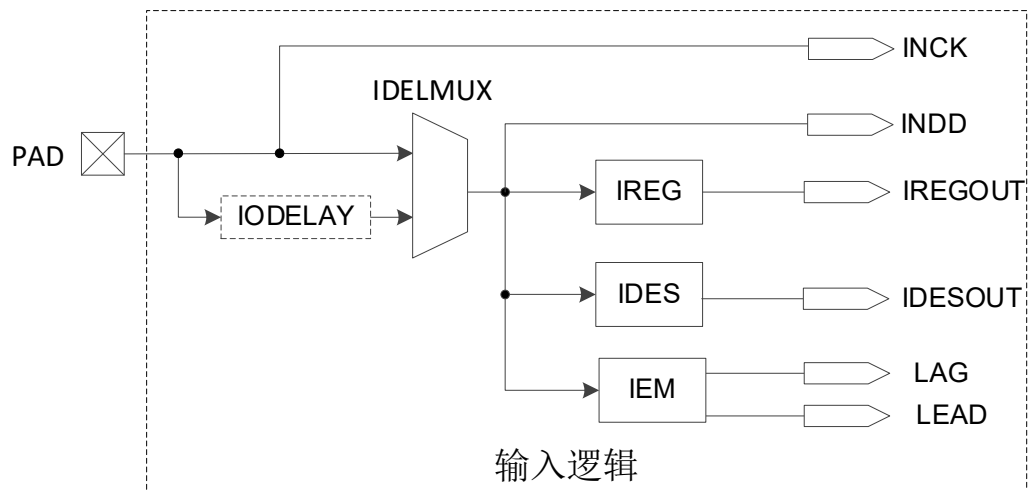 INCK
IDELMUX
INDD
PAD
IREG
IREGOUT
IODELAY
IDES
IDESOUT
IEM
LAG
LEAD
输入逻辑